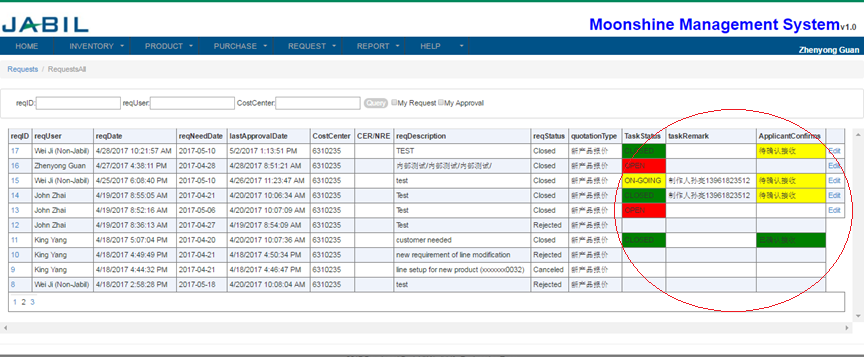 JABIL
Moonshine Management System v1.0
HOME INVENTORY PRODUCT PURCHASE REQUEST REPORT HELP
Zhenyong Guan
Requests / RequestsAll
reqID: reqUser: CostCenter: Query My Request My Approval
reqID reqUser reqDate reqNeedDate lastApprovalDate CostCenter CER/NRE reqDescription reqStatus quotationType TaskStatus taskRemark ApplicantConfirms
17 Wei Ji (Non-Jabil) 4/28/2017 10:21:57 AM 2017-05-10 5/2/2017 1:13:51 PM 6310235 TEST Closed 新产品报价 CLOSED 待确认接收 Edit
16 Zhenyong Guan 4/27/2017 4:38:11 PM 2017-04-28 4/28/2017 8:51:21 AM 6310235 内部测试/内部测试/内部测试/ Closed 新产品报价 OPEN Edit
15 Wei Ji (Non-Jabil) 4/25/2017 6:08:40 PM 2017-05-10 4/26/2017 11:23:47 AM 6310235 test Closed 新产品报价 ON-GOING 制作人孙亮13961823512 待确认接收 Edit
14 John Zhai 4/19/2017 8:55:05 AM 2017-04-21 4/20/2017 10:06:34 AM 6310235 Test Closed 新产品报价 CLOSED 制作人孙亮13961823512 待确认接收 Edit
13 John Zhai 4/19/2017 8:52:16 AM 2017-05-06 4/20/2017 10:07:09 AM 6310235 Test Closed 新产品报价 OPEN Edit
12 John Zhai 4/19/2017 8:36:13 AM 2017-04-27 4/19/2017 8:54:09 AM 6310235 Test Rejected 新产品报价
11 King Yang 4/18/2017 5:07:04 PM 2017-04-20 4/20/2017 10:07:36 AM 6310235 customer needed Closed 新产品报价 CLOSED 确认接收
10 King Yang 4/18/2017 4:49:49 PM 2017-04-21 4/18/2017 4:50:34 PM 6310235 new requirement of line modification Rejected 新产品报价
9 King Yang 4/18/2017 4:44:32 PM 2017-04-21 4/18/2017 4:46:47 PM 6310235 line setup for new product (xxxxxxx0032) Canceled 新产品报价
8 Wei Ji (Non-Jabil) 4/18/2017 2:58:28 PM 2017-05-18 4/20/2017 10:08:04 AM 6310235 test Rejected 新产品报价
1 2 3